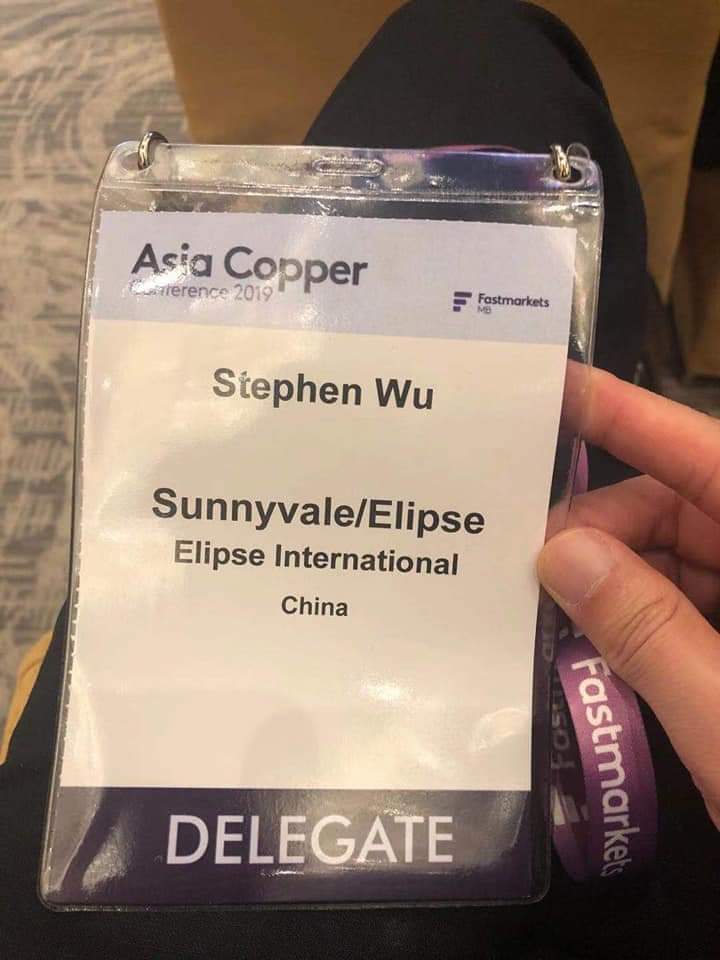 Asia Copper
Conference 2019
Fastmarkets
MB
Stephen Wu
Sunnyvale/Elipse
Elipse International
China
DELEGATE
Fastmarkets